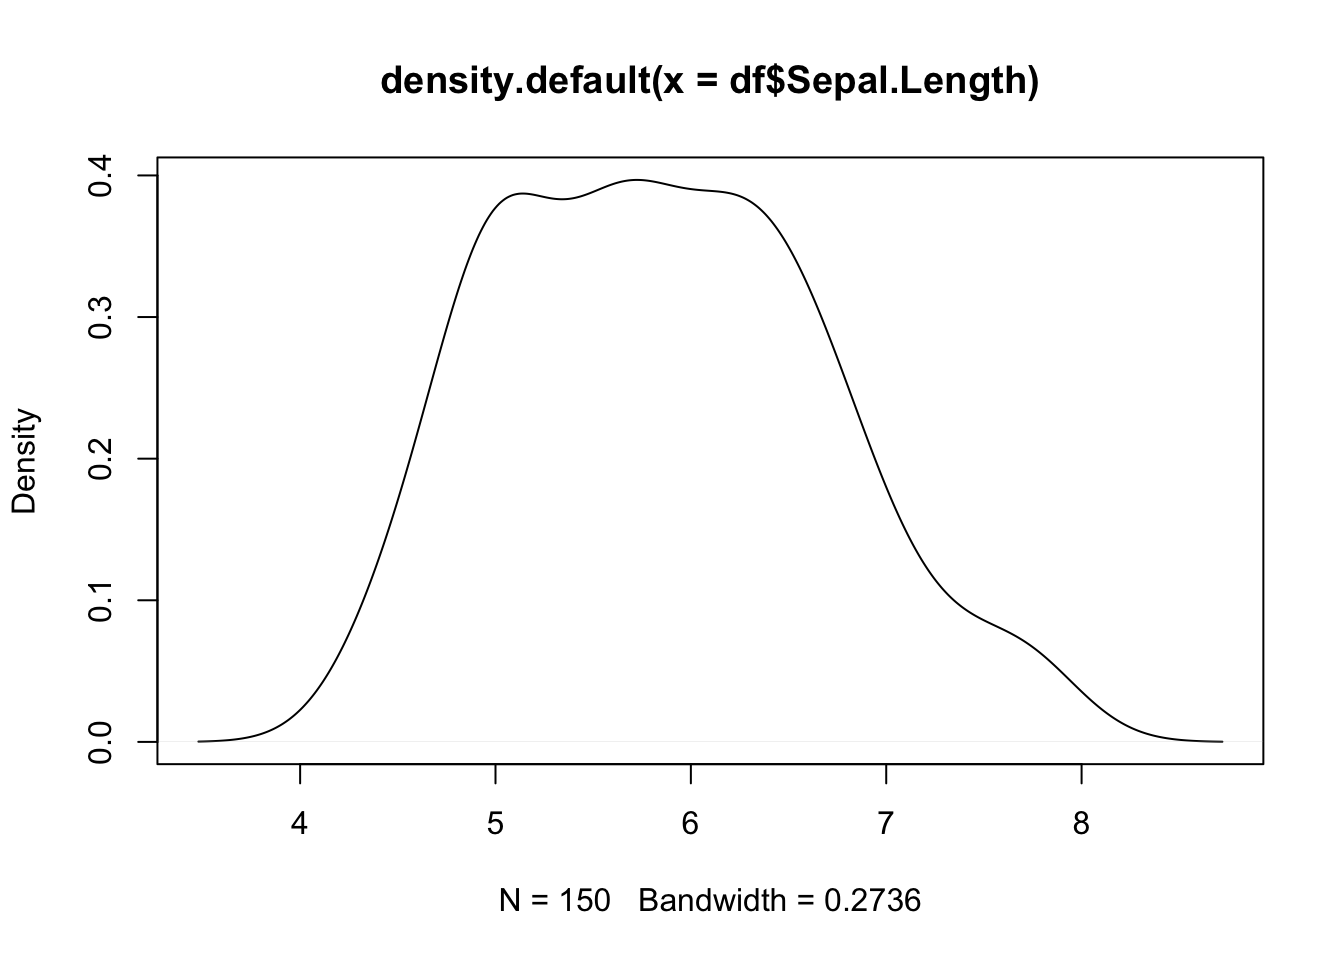 density.default(x = df$Sepal.Length)
0.4
0.3
0.2
0.1
0.0
Density
4 5 6 7 8
N = 150   Bandwidth = 0.2736